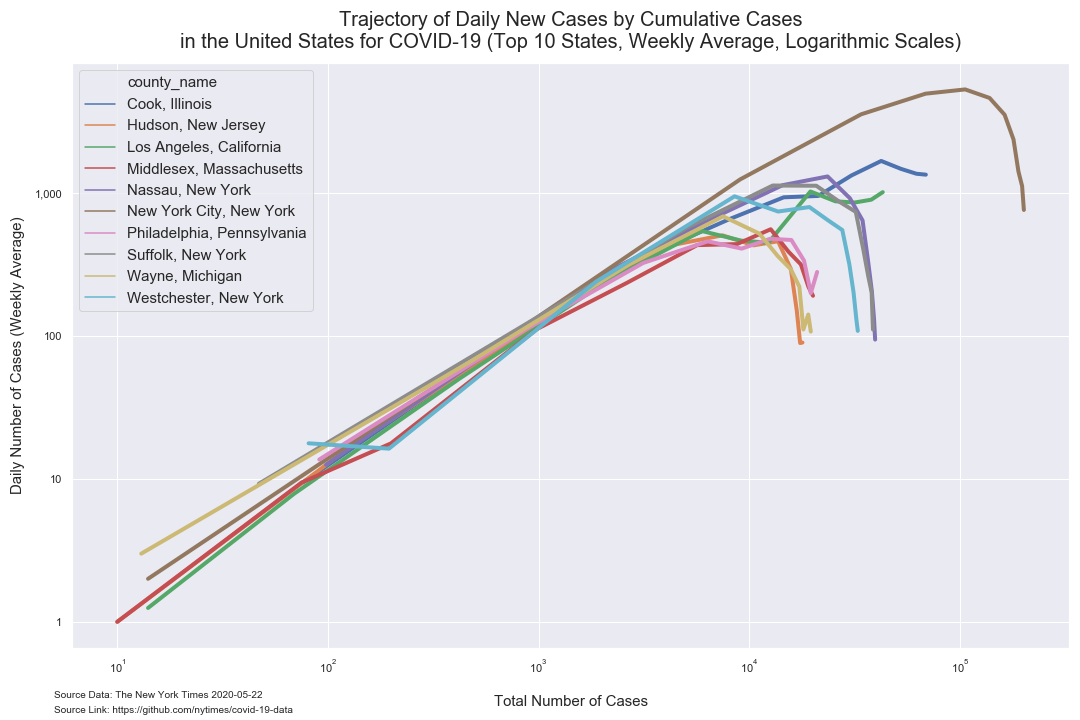 Trajectory of Daily New Cases by Cumulative Cases
in the United States for COVID-19 (Top 10 States, Weekly Average, Logarithmic Scales)
county_name
Cook, Illinois
Hudson, New Jersey
Los Angeles, California
Middlesex, Massachusetts
Nassau, New York
New York City, New York
Philadelphia, Pennsylvania
Suffolk, New York
Wayne, Michigan
Westchester, New York
Daily Number of Cases (Weekly Average)
1,000
100
10
1
10¹ 10² 10³ 10⁴ 10⁵
Total Number of Cases
Source Data: The New York Times 2020-05-22
Source Link: https://github.com/nytimes/covid-19-data